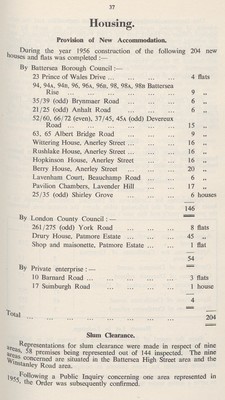 37
Housing.
Provision of New Accommodation.
During the year 1956 construction of the following 204 new
houses and flats was completed :—
By Battersea Borough Council :—
23 Prince of Wales Drive ... ... ... ... 4 flats
94, 94A, 94B, 96, 96A, 96B, 98, 98A, 98B Battersea
Rise ... ... ... ... ... ... 9 ,,
35/39 (odd) Brynmaer Road ... ... ... 6 ,,
21/25 (odd) Anhalt Road ... ... ... 6 ,,
52/60, 66/72 (even), 37/45, 45A (odd) Devereux
Road ... ... ... ... ... ... 15 ,,
63, 65 Albert Bridge Road ... ... ... 9 ,,
Wittering House, Anerley Street ... ... 16 ,,
Rushlake House, Anerley Street ... ... 16 ,,
Hopkinson House, Anerley Street ... ... 16 ,,
Berry House, Anerley Street ... ... ... 20 ,,
Lavenham Court, Beauchamp Road ... ... 6 ,,
Pavilion Chambers, Lavender Hill ... ... 17 ,,
25/35 (odd) Shirley Grove ... ... ... 6 houses
146
By London County Council :—
261/275 (odd) York Road ... ... ... 8 flats
Drury House, Patmore Estate ... ... ... 45 ,,
Shop and maisonette, Patmore Estate ... ... 1 flat
54
By Private enterprise :—
10 Barnard Road ... ... ... ... ... 3 flats
17 Sumburgh Road ... ... ... ... 1 house
4
Total ... ... ... ... ... ... ... 204
Slum Clearance.
Representations for slum clearance were made in respect of nine
areas, 58 premises being represented out of 144 inspected. The nine
areas concerned are situated in the Battersea High Street area and the
Winstanley Road area.
Following a Public Inquiry concerning one area represented in
1955, the Order was subsequently confirmed.